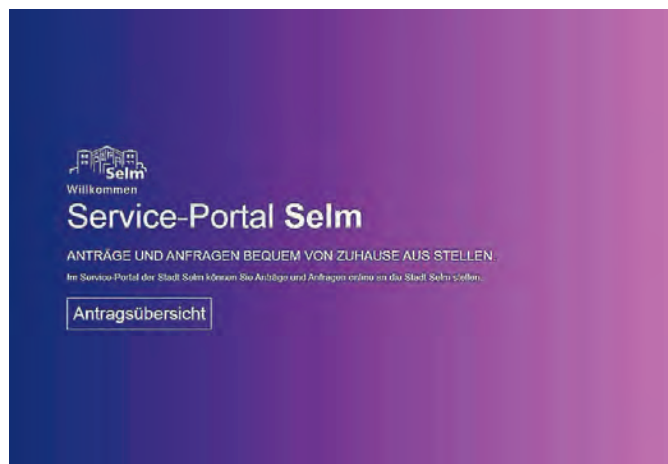 Selm
Willkommen
Service-Portal Selm
ANTRÄGE UND ANFRAGEN BEQUEM VON ZUHAUSE AUS STELLEN.
Im Service-Portal der Stadt Selm können Sie Anträge und Anfragen online an die Stadt Selm stellen.
Antragsübersicht